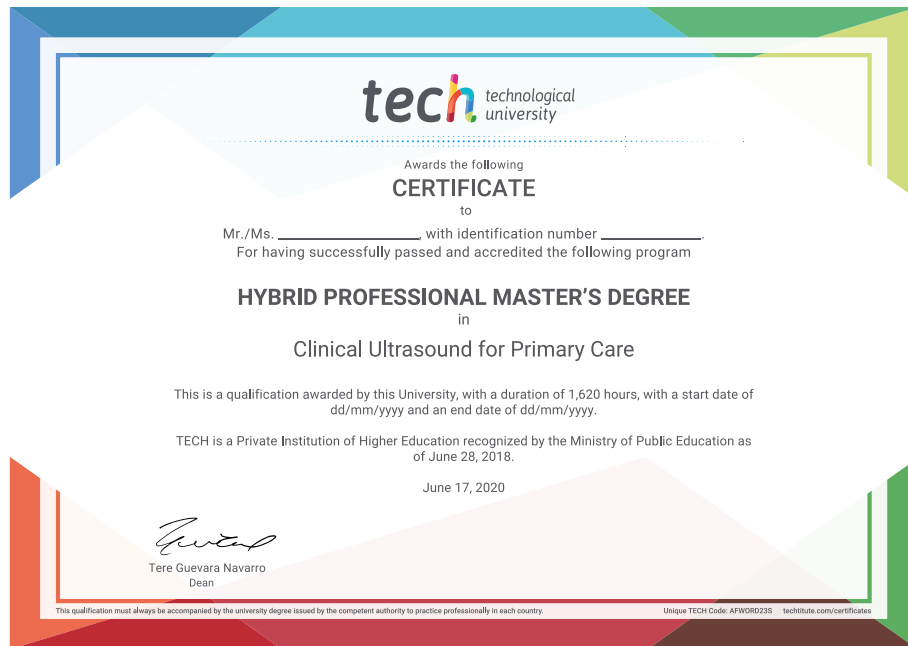 tech technological
university
Awards the following
CERTIFICATE
to
Mr./Ms. ____________________, with identification number ______________.
For having successfully passed and accredited the following program
HYBRID PROFESSIONAL MASTER'S DEGREE
in
Clinical Ultrasound for Primary Care
This is a qualification awarded by this University, with a duration of 1,620 hours, with a start date of
dd/mm/yyyy and an end date of dd/mm/yyyy.
TECH is a Private Institution of Higher Education recognized by the Ministry of Public Education as
of June 28, 2018.
June 17, 2020
Tere Guevara Navarro
Dean
This qualification must always be accompanied by the university degree issued by the competent authority to practice professionally in each country. Unique TECH Code: AFWORD23S techtitute.com/certificates